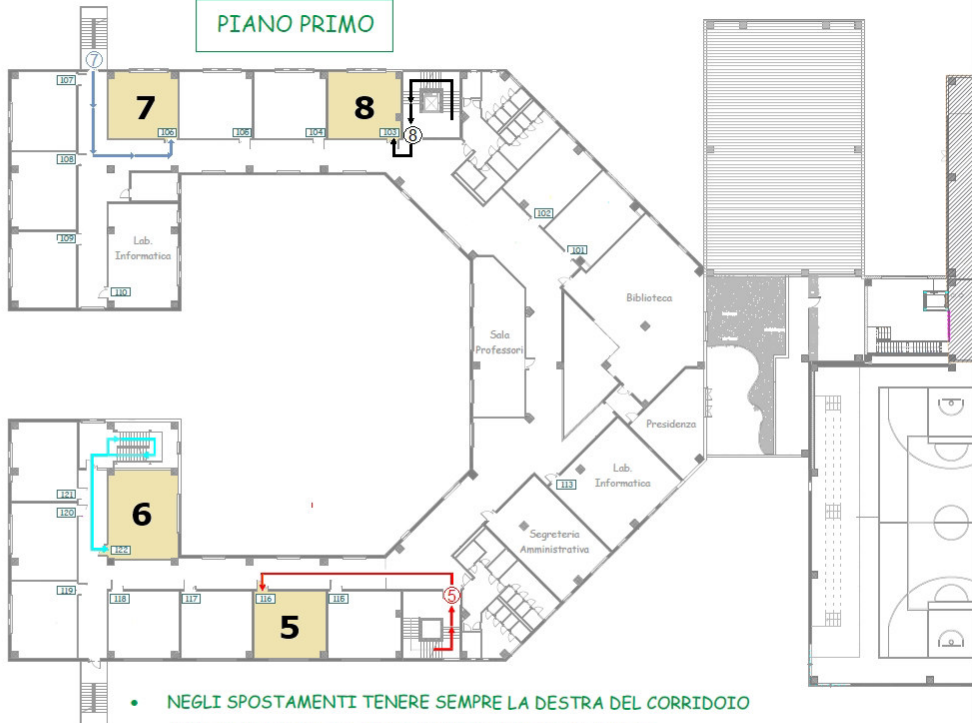 PIANO PRIMO
7
107
7
8
106
105
104
103
8
108
102
109
Lab.
Informatica
101
110
Biblioteca
Sala
Professori
Presidenza
Lab.
Informatica
113
121
6
120
Segreteria
Amministrativa
122
119
118
117
116
115
5
5
• NEGLI SPOSTAMENTI TENERE SEMPRE LA DESTRA DEL CORRIDOIO